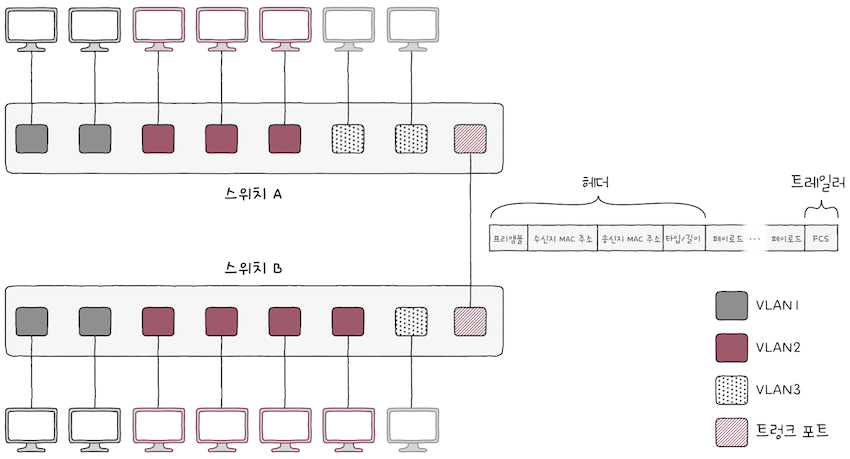 스위치 A
헤더
트레일러
프리앰블 수신지 MAC 주소 송신지 MAC 주소 타입/길이 페이로드 ... 페이로드 FCS
스위치 B
VLAN1
VLAN2
VLAN3
트렁크 포트